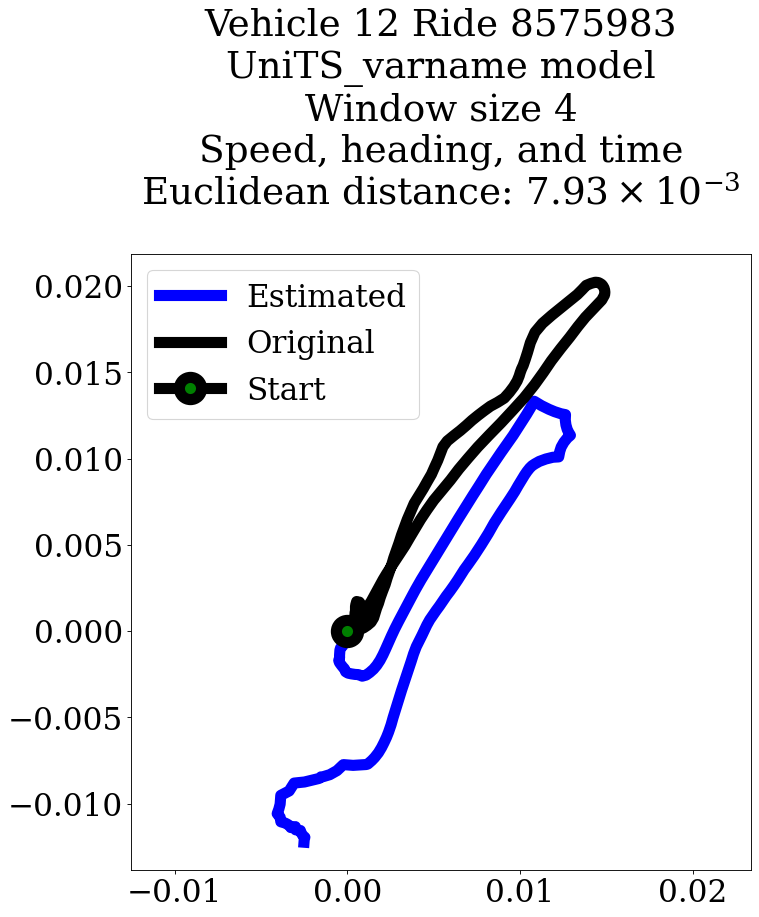 Vehicle 12 Ride 8575983
UniTS_varname model
Window size 4
Speed, heading, and time
Euclidean distance: 7.93 × 10⁻³
Estimated
Original
Start
0.020
0.015
0.010
0.005
0.000
−0.005
−0.010
−0.01 0.00 0.01 0.02